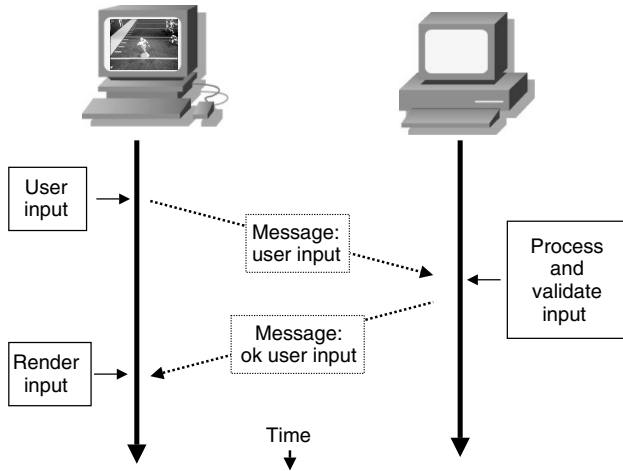 User
input
Message:
user input
Process
and
validate
input
Message:
ok user input
Render
input
Time